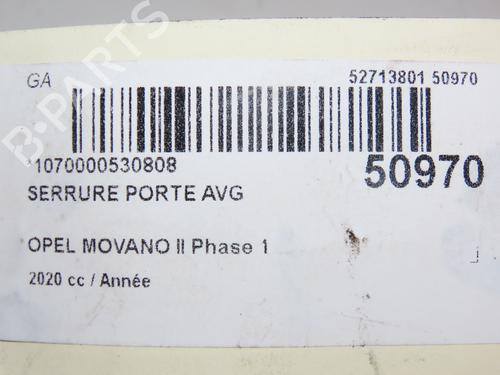 GA
52713801 50970
*1070000530808
50970
SERRURE PORTE AVG
OPEL MOVANO II Phase 1
2020 cc / Année
B-PARTS